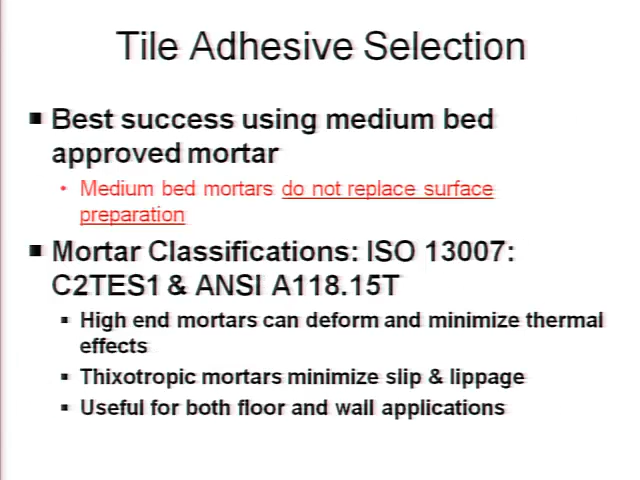 Tile Adhesive Selection
Best success using medium bed
approved mortar
Medium bed mortars do not replace surface
preparation
Mortar Classifications: ISO 13007:
C2TES1 & ANSI A118.15T
High end mortars can deform and minimize thermal
effects
Thixotropic mortars minimize slip & lippage
Useful for both floor and wall applications